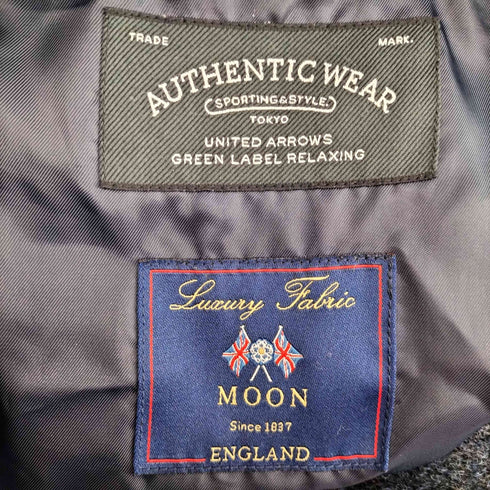 TRADE MARK.
AUTHENTIC WEAR
SPORTING&STYLE.
TOKYO
UNITED ARROWS
GREEN LABEL RELAXING
Luxury Fabric
MOON
Since 1837
ENGLAND